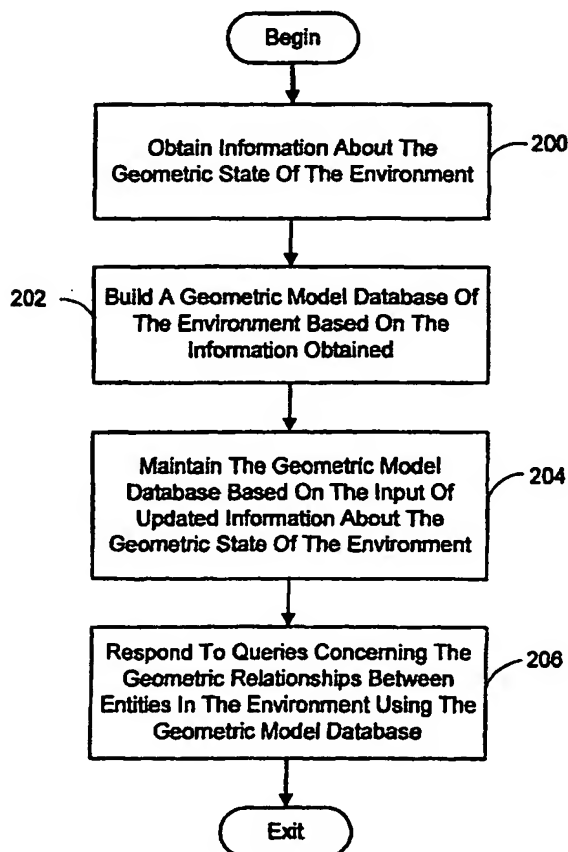 Begin
Obtain Information About The
Geometric State Of The Environment
200
202
Build A Geometric Model Database Of
The Environment Based On The
Information Obtained
Maintain The Geometric Model
Database Based On The Input Of
Updated Information About The
Geometric State Of The Environment
204
Respond To Queries Concerning The
Geometric Relationships Between
Entities In The Environment Using The
Geometric Model Database
206
Exit